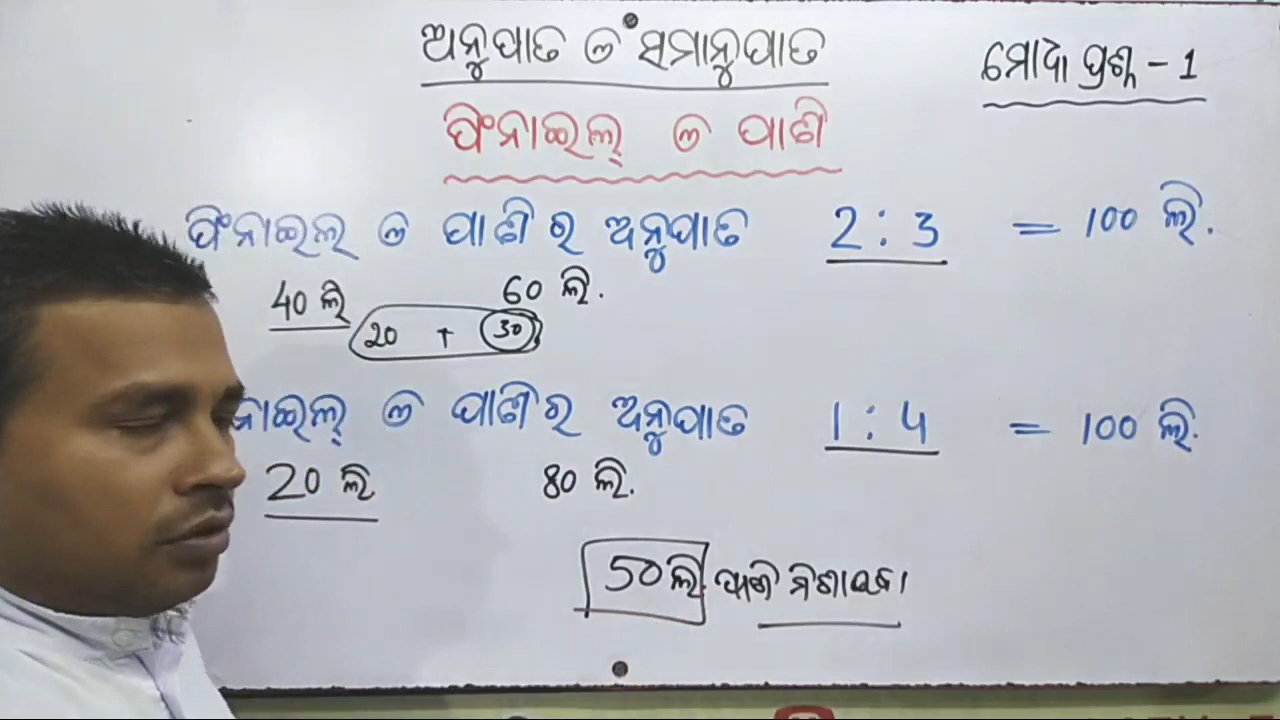 ଅନୁପାତ ଓ ସମାନୁପାତ
ମୋଦା ପ୍ରଶ୍ନ - 1
ଫିନାଇଲ୍ ଓ ପାଣି
ଫିନାଇଲ୍ ଓ ପାଣିର ଅନୁପାତ 2 : 3 = 100 ଲି.
40 ଲି 60 ଲି.
20 + 30
ନାଇଲ୍ ଓ ପାଣିର ଅନୁପାତ 1 : 4 = 100 ଲି.
20 ଲି 80 ଲି.
50 ଲି. ପାଣି ମିଶାଇବା